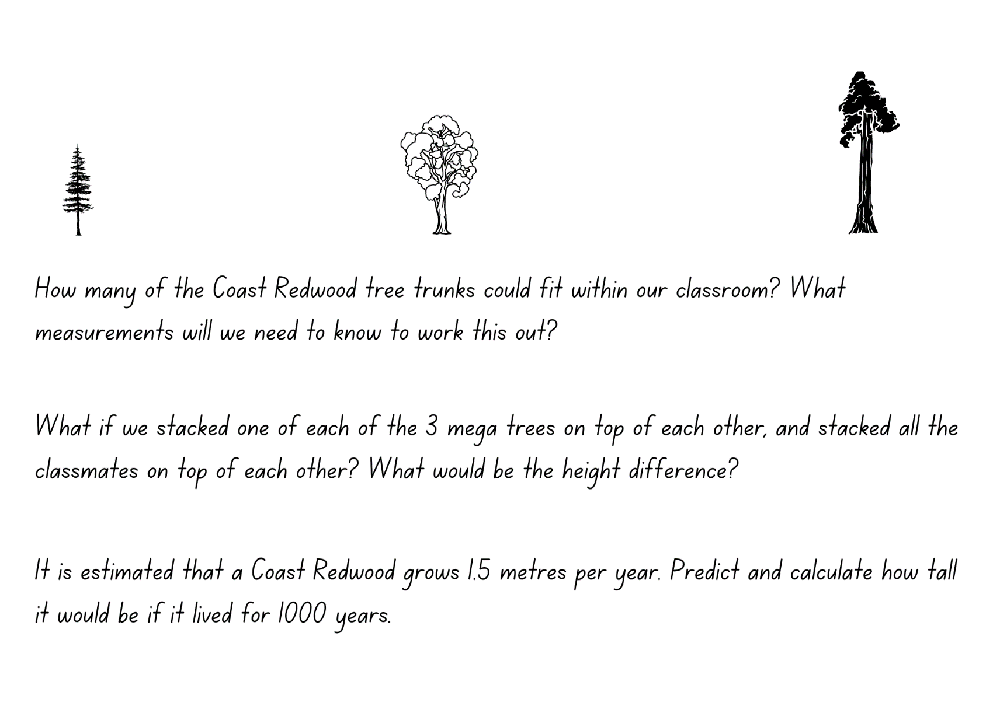 How many of the Coast Redwood tree trunks could fit within our classroom? What
measurements will we need to know to work this out?
What if we stacked one of each of the 3 mega trees on top of each other, and stacked all the
classmates on top of each other? What would be the height difference?
It is estimated that a Coast Redwood grows 1.5 metres per year. Predict and calculate how tall
it would be if it lived for 1000 years.